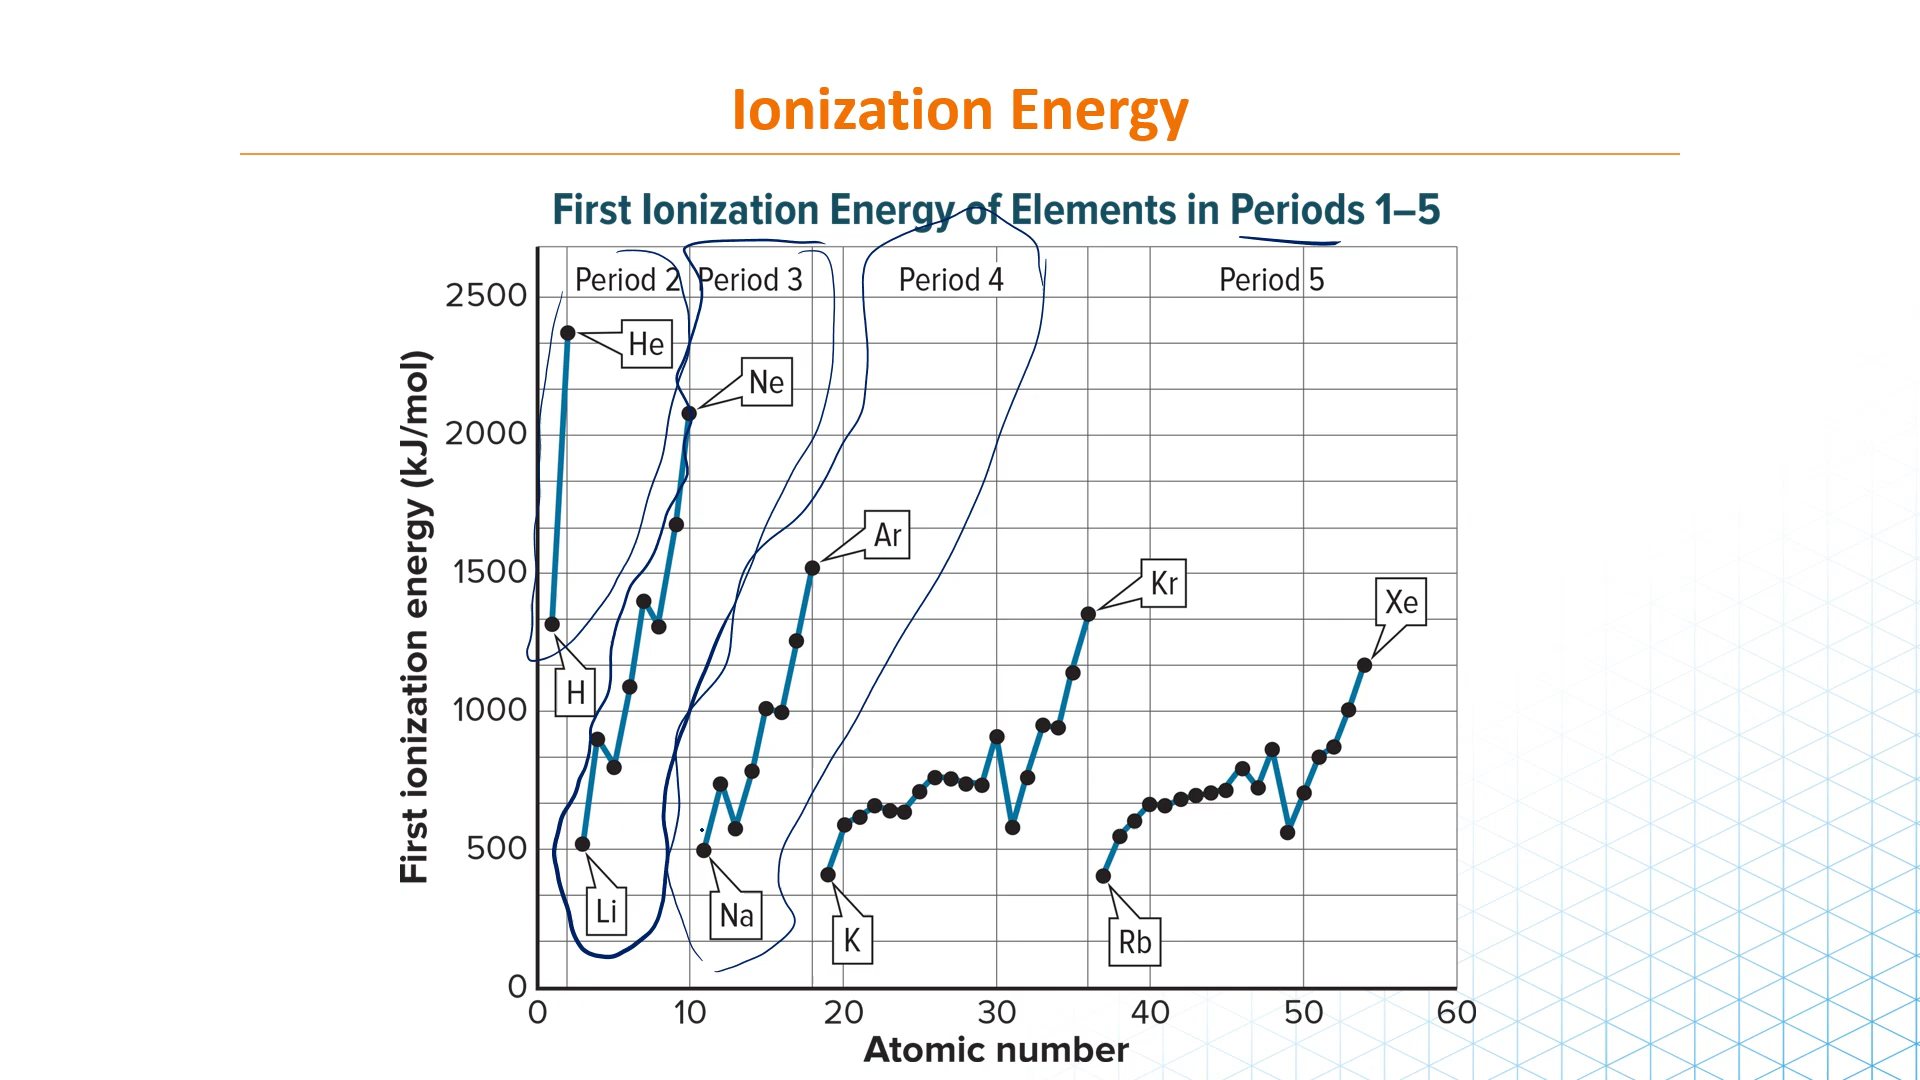 Ionization Energy
First Ionization Energy of Elements in Periods 1–5
Period 2 Period 3 Period 4 Period 5
2500
He
Ne
2000
First ionization energy (kJ/mol)
Ar
1500
Kr
Xe
H
1000
500
Li
Na
K
Rb
0
0 10 20 30 40 50 60
Atomic number